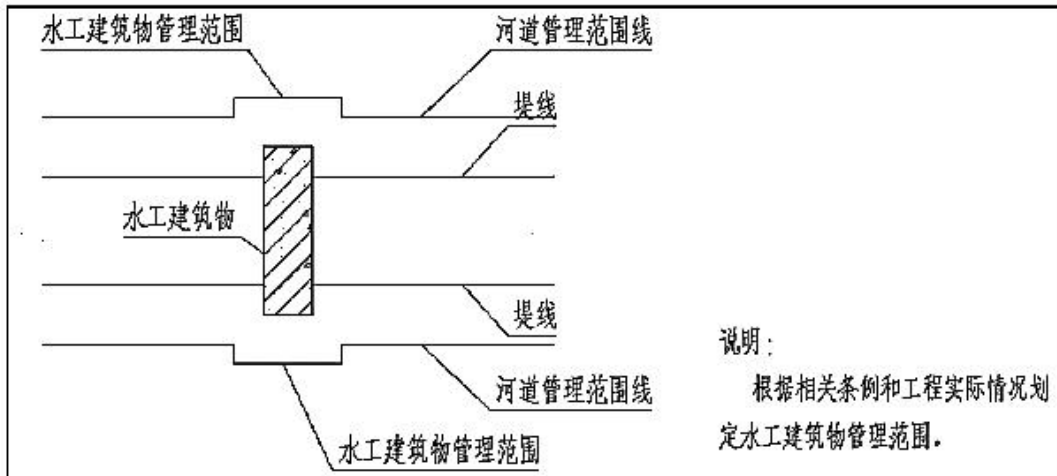 水工建筑物管理范围
河道管理范围线
堤线
水工建筑物
堤线
河道管理范围线
水工建筑物管理范围
说明：
根据相关条例和工程实际情况划
定水工建筑物管理范围。